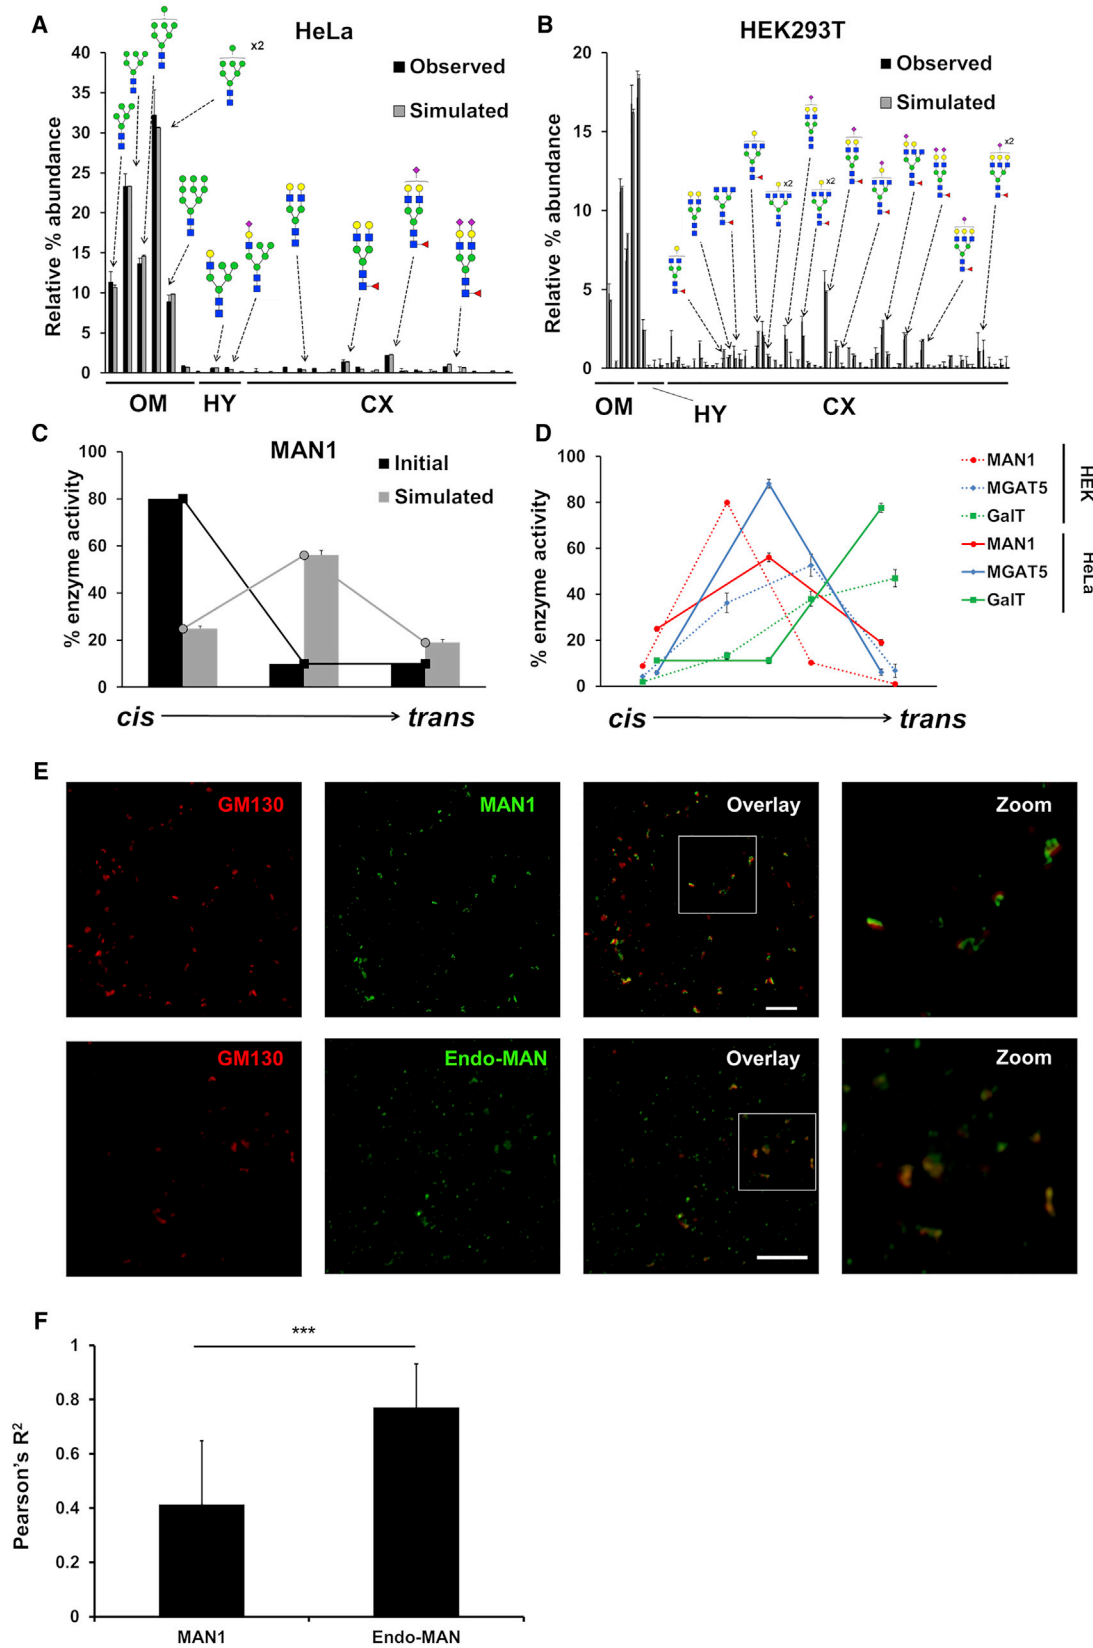 A
HeLa
40
35
30
25
20
15
10
5
0
Relative % abundance
Observed
Simulated
x2
OM
HY
CX
B
HEK293T
20
15
10
5
0
Relative % abundance
Observed
Simulated
x2
x2
x2
OM
HY
CX
C
MAN1
100
80
60
40
20
0
% enzyme activity
Initial
Simulated
cis
trans
D
100
80
60
40
20
0
% enzyme activity
MAN1
MGAT5
GalT
HEK
MAN1
MGAT5
GalT
HeLa
cis
trans
E
GM130
MAN1
Overlay
Zoom
GM130
Endo-MAN
Overlay
Zoom
F
***
1
0.8
0.6
0.4
0.2
0
Pearson's R²
MAN1
Endo-MAN